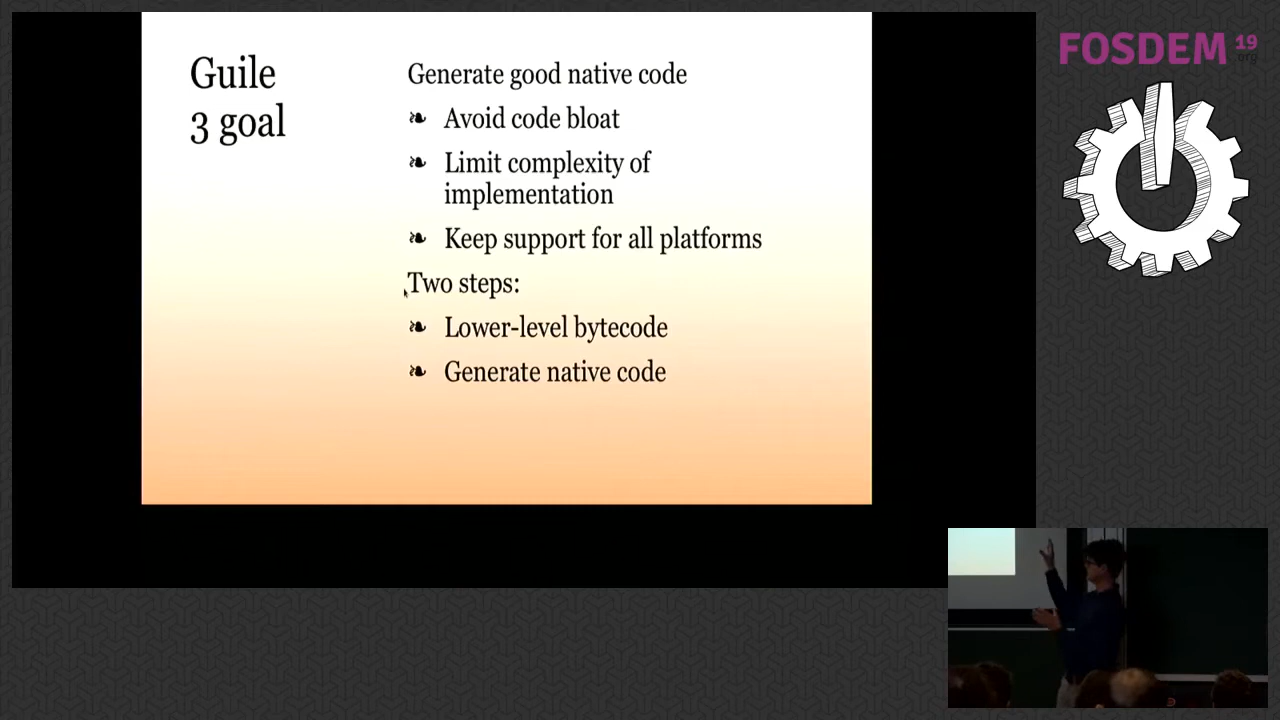 Guile
3 goal
Generate good native code
❧ Avoid code bloat
❧ Limit complexity of
implementation
❧ Keep support for all platforms
Two steps:
❧ Lower-level bytecode
❧ Generate native code
FOSDEM 19
.org